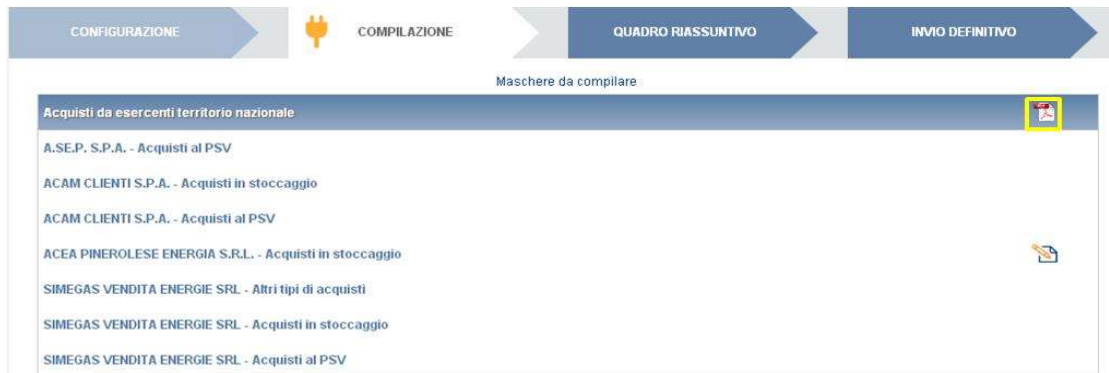 CONFIGURAZIONE
COMPILAZIONE
QUADRO RIASSUNTIVO
INVIO DEFINITIVO
Maschere da compilare
Acquisti da esercenti territorio nazionale
A.SE.P. S.P.A. - Acquisti al PSV
ACAM CLIENTI S.P.A. - Acquisti in stoccaggio
ACAM CLIENTI S.P.A. - Acquisti al PSV
ACEA PINEROLESE ENERGIA S.R.L. - Acquisti in stoccaggio
SIMEGAS VENDITA ENERGIE SRL - Altri tipi di acquisti
SIMEGAS VENDITA ENERGIE SRL - Acquisti in stoccaggio
SIMEGAS VENDITA ENERGIE SRL - Acquisti al PSV